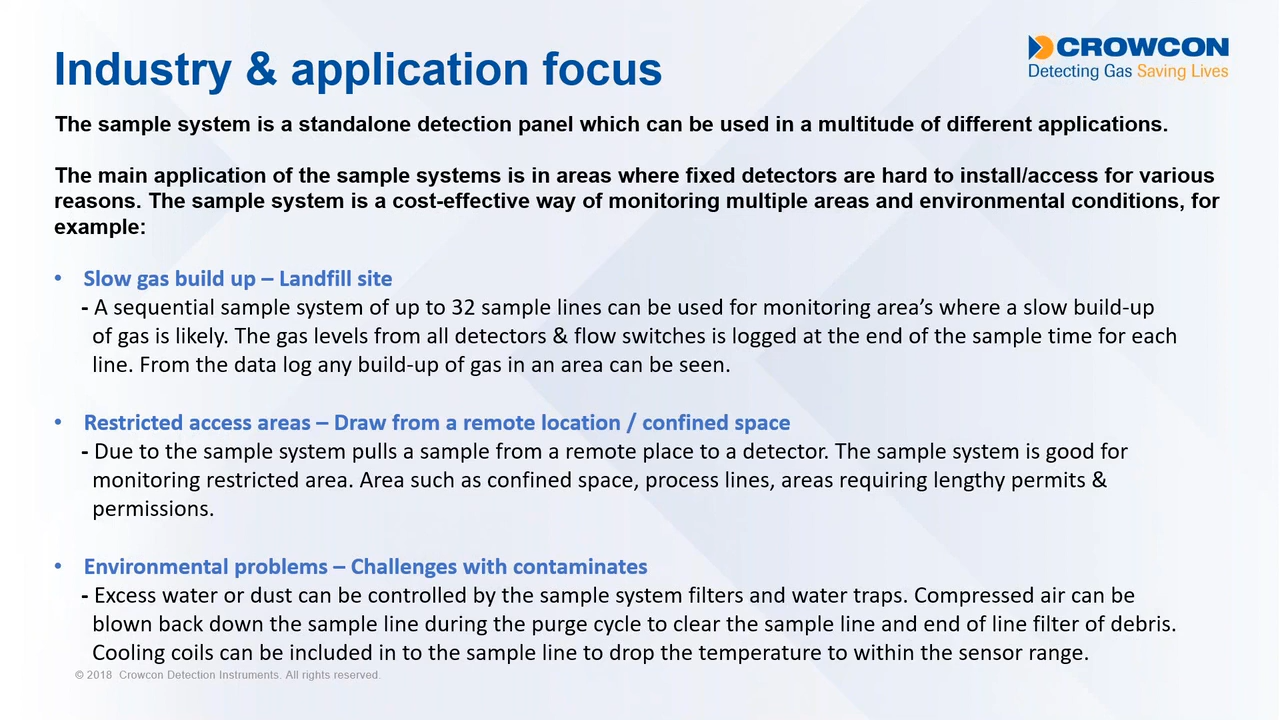 Industry & application focus
CROWCON
Detecting Gas Saving Lives
The sample system is a standalone detection panel which can be used in a multitude of different applications.
The main application of the sample systems is in areas where fixed detectors are hard to install/access for various
reasons. The sample system is a cost-effective way of monitoring multiple areas and environmental conditions, for
example:
• Slow gas build up – Landfill site
- A sequential sample system of up to 32 sample lines can be used for monitoring area’s where a slow build-up
of gas is likely. The gas levels from all detectors & flow switches is logged at the end of the sample time for each
line. From the data log any build-up of gas in an area can be seen.
• Restricted access areas – Draw from a remote location / confined space
- Due to the sample system pulls a sample from a remote place to a detector. The sample system is good for
monitoring restricted area. Area such as confined space, process lines, areas requiring lengthy permits &
permissions.
• Environmental problems – Challenges with contaminates
- Excess water or dust can be controlled by the sample system filters and water traps. Compressed air can be
blown back down the sample line during the purge cycle to clear the sample line and end of line filter of debris.
Cooling coils can be included in to the sample line to drop the temperature to within the sensor range.
© 2018 Crowcon Detection Instruments. All rights reserved.